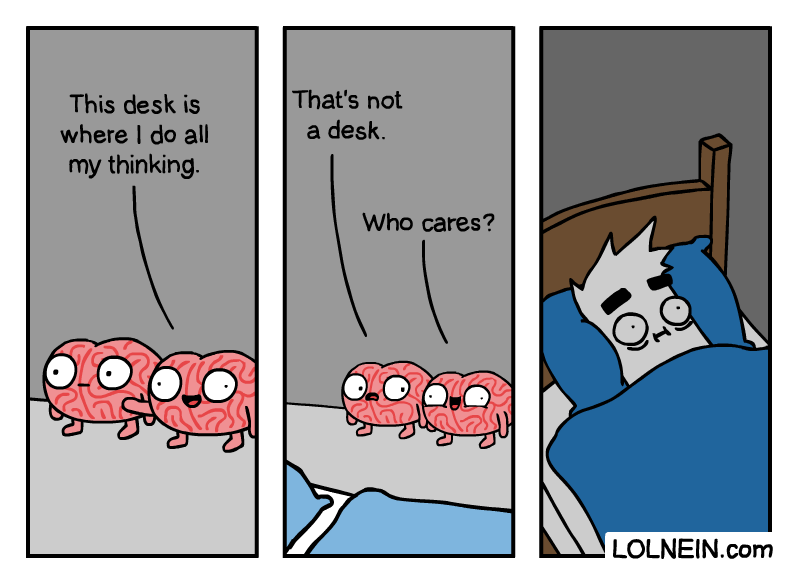 This desk is
where I do all
my thinking.
That's not
a desk.
Who cares?
LOLNEIN.com